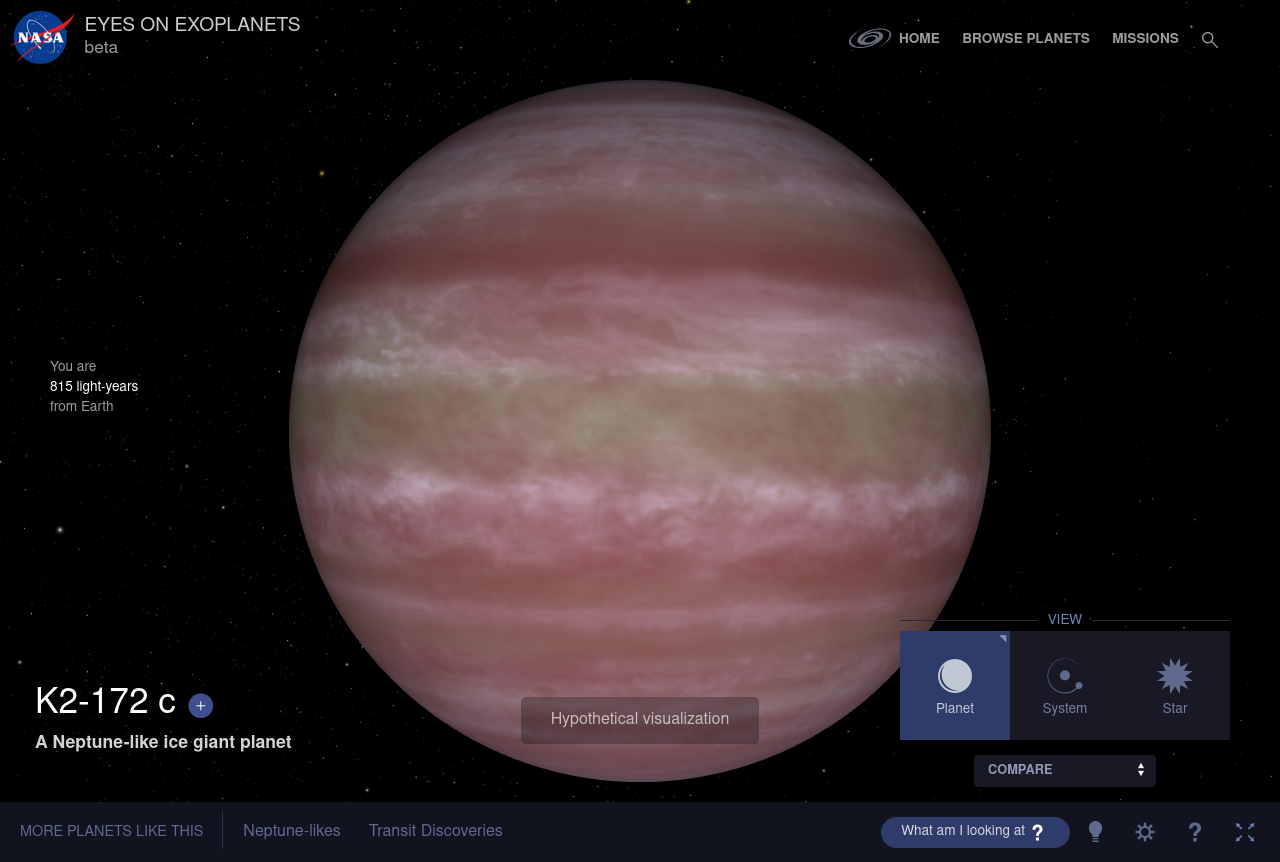 NASA
EYES ON EXOPLANETS
beta
HOME
BROWSE PLANETS
MISSIONS
You are
815 light-years
from Earth
K2-172 c +
A Neptune-like ice giant planet
Hypothetical visualization
VIEW
Planet
System
Star
COMPARE
MORE PLANETS LIKE THIS
Neptune-likes
Transit Discoveries
What am I looking at ?
?